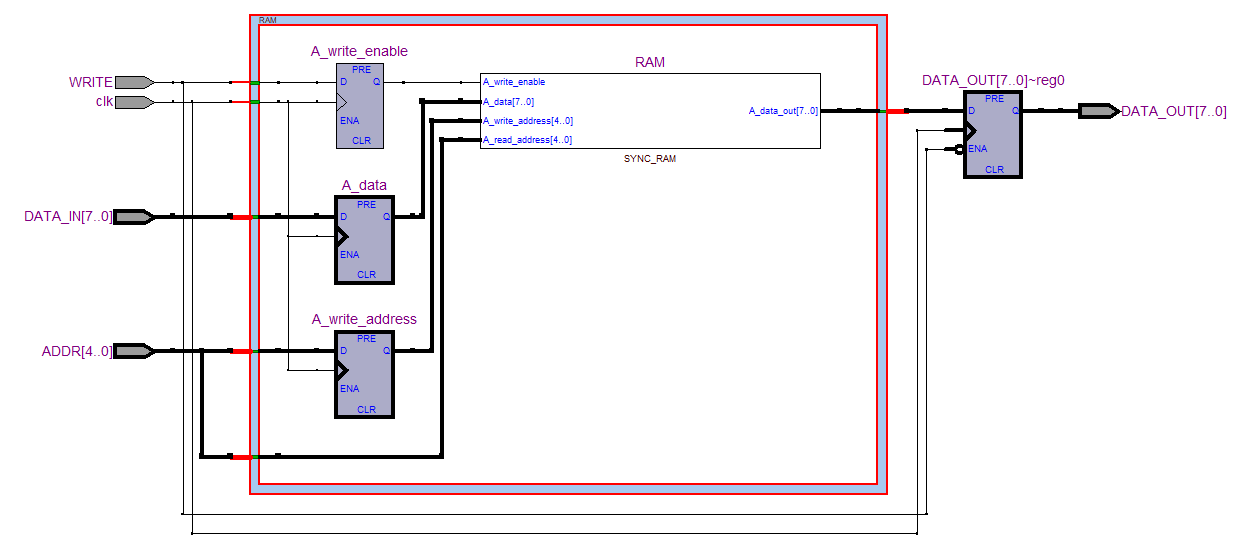 RAM
A_write_enable
PRE
D Q
ENA
CLR
WRITE
clk
RAM
A_write_enable
A_data[7..0]
A_write_address[4..0]
A_read_address[4..0]
A_data_out[7..0]
SYNC_RAM
DATA_OUT[7..0]~reg0
PRE
D Q
ENA
CLR
DATA_OUT[7..0]
A_data
PRE
D Q
ENA
CLR
DATA_IN[7..0]
A_write_address
PRE
D Q
ENA
CLR
ADDR[4..0]